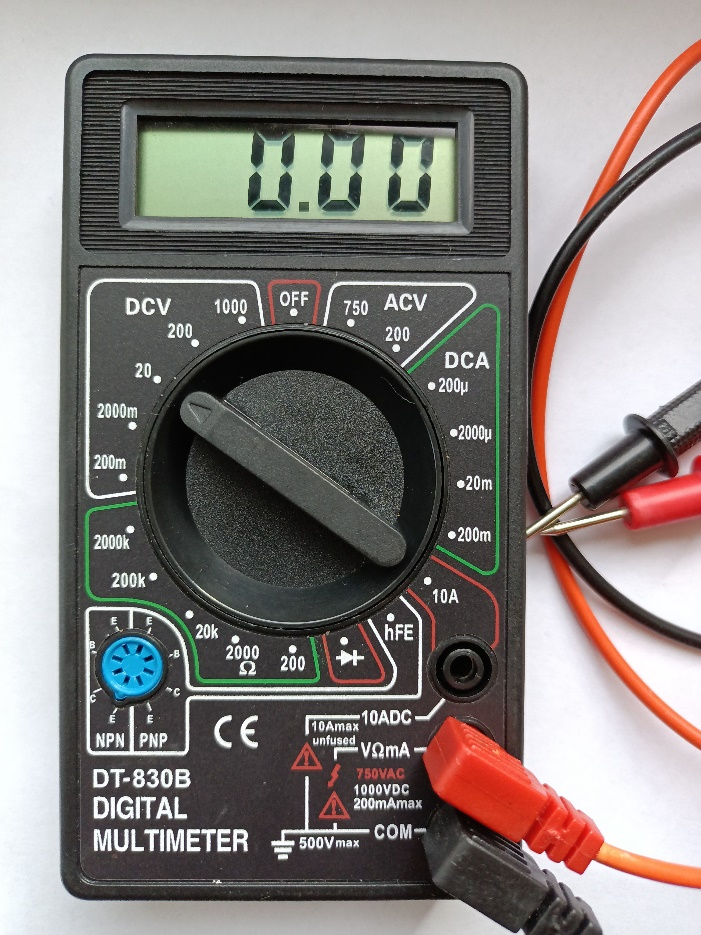 0.00
DCV
1000
OFF
750
ACV
200
200
DCA
20
200µ
2000m
2000µ
200m
20m
2000k
200m
200k
10A
20k
hFE
2000
Ω
200
E E
B B
C C
E E
NPN PNP
CE
10ADC
10Amax
unfused
VΩmA
750VAC
1000VDC
200mAmax
COM
500Vmax
DT-830B
DIGITAL
MULTIMETER